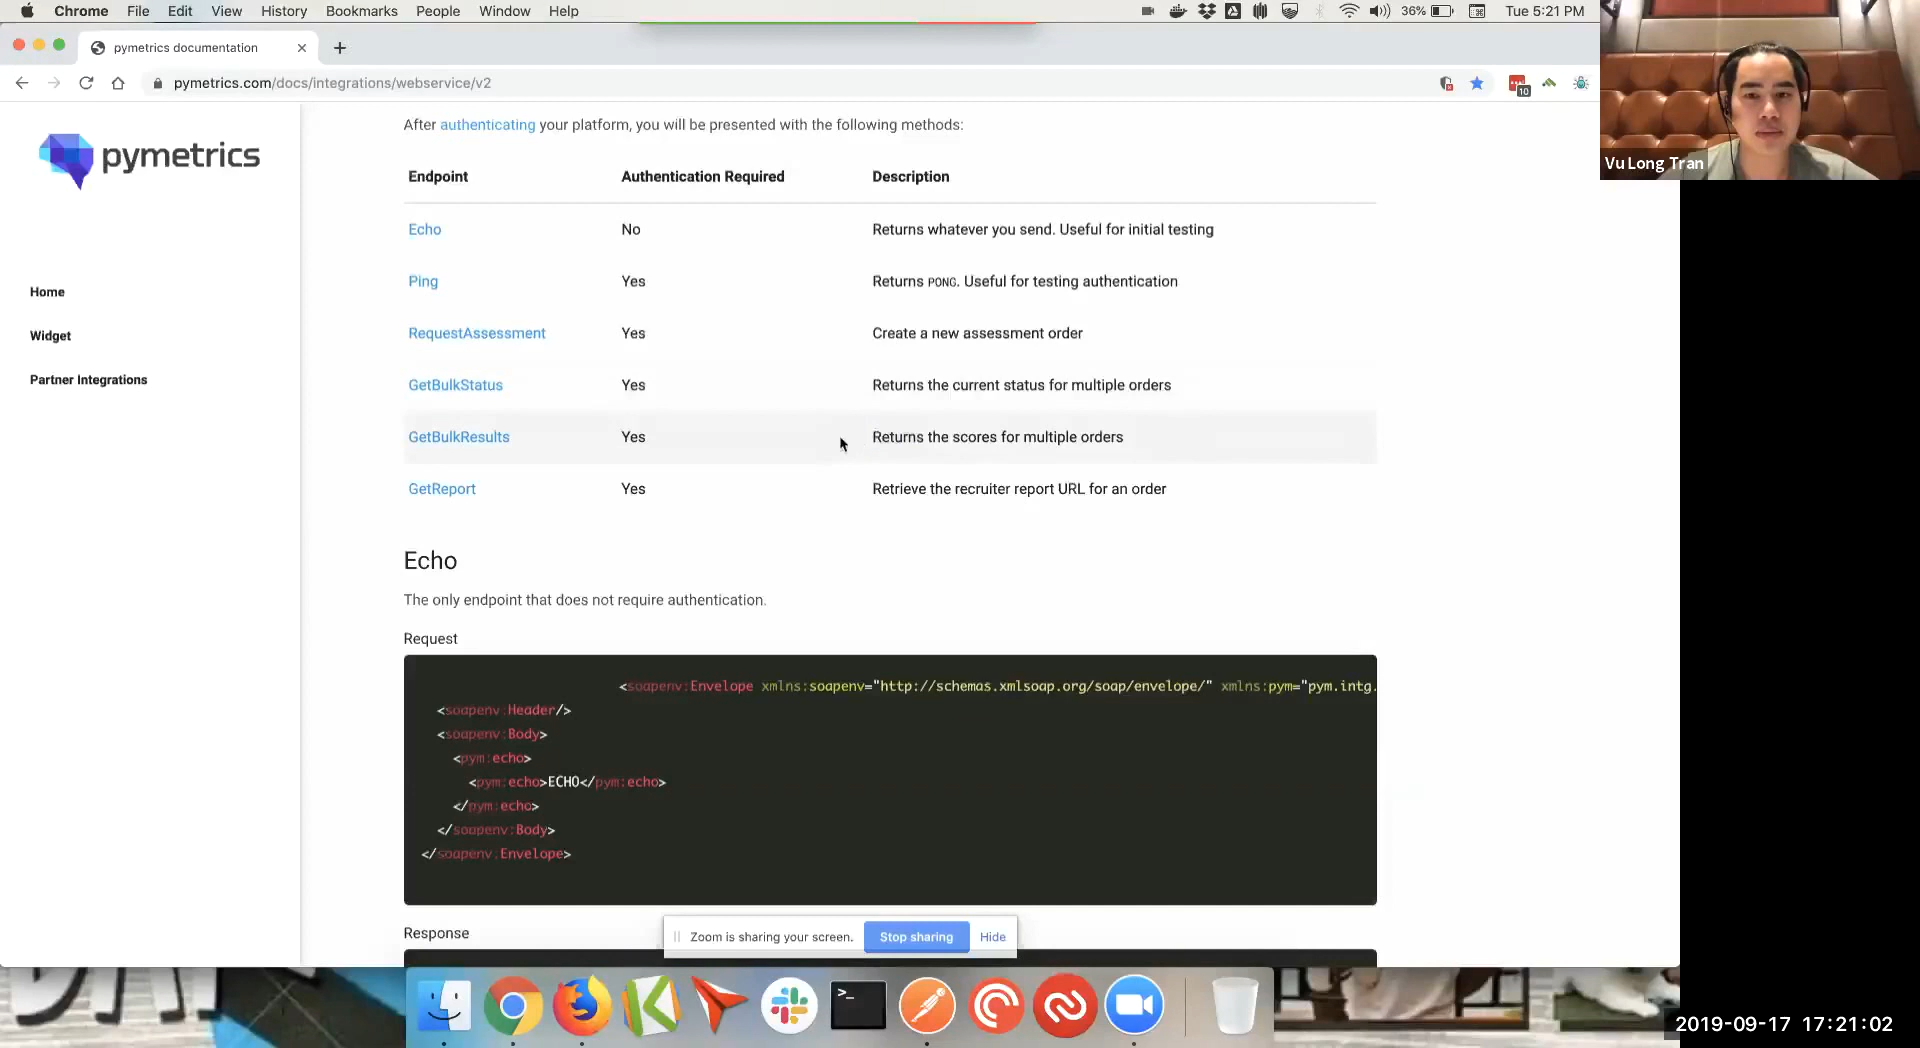 Chrome File Edit View History Bookmarks People Window Help 36% Tue 5:21 PM
pymetrics documentation
pymetrics.com/docs/integrations/webservice/v2
10
Vu Long Tran
pymetrics
Home
Widget
Partner Integrations
After authenticating your platform, you will be presented with the following methods:
Endpoint Authentication Required Description
Echo No Returns whatever you send. Useful for initial testing
Ping Yes Returns PONG. Useful for testing authentication
RequestAssessment Yes Create a new assessment order
GetBulkStatus Yes Returns the current status for multiple orders
GetBulkResults Yes Returns the scores for multiple orders
GetReport Yes Retrieve the recruiter report URL for an order
Echo
The only endpoint that does not require authentication.
Request
<soapenv:Envelope xmlns:soapenv="http://schemas.xmlsoap.org/soap/envelope/" xmlns:pym="pym.intg.
<soapenv:Header/>
<soapenv:Body>
<pym:echo>
<pym:echo>ECHO</pym:echo>
</pym:echo>
</soapenv:Body>
</soapenv:Envelope>
Response
Zoom is sharing your screen. Stop sharing Hide
2019-09-17 17:21:02